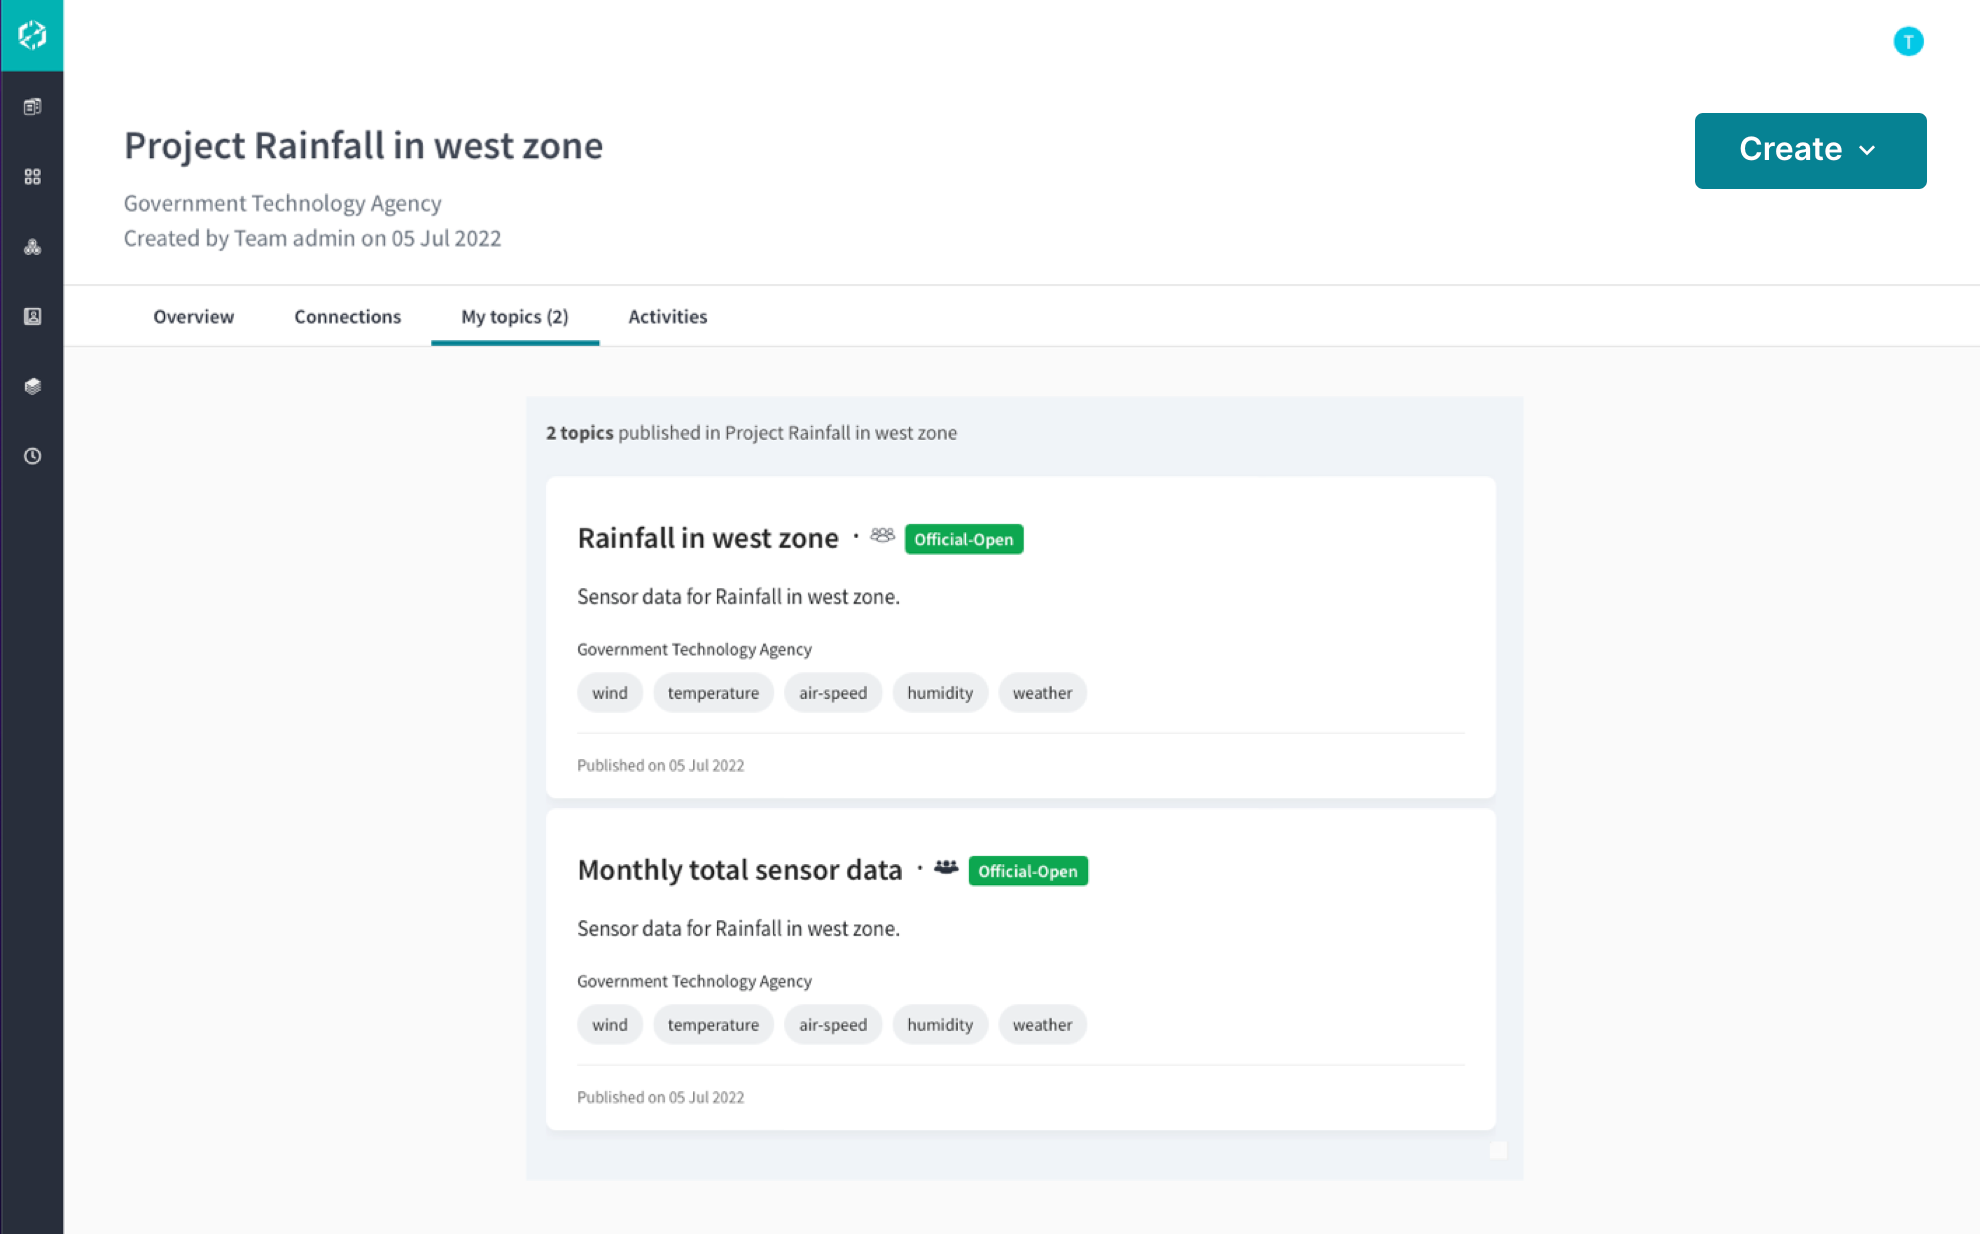 T
Project Rainfall in west zone
Create
Government Technology Agency
Created by Team admin on 05 Jul 2022
Overview Connections My topics (2) Activities
2 topics published in Project Rainfall in west zone
Rainfall in west zone · Official-Open
Sensor data for Rainfall in west zone.
Government Technology Agency
wind temperature air-speed humidity weather
Published on 05 Jul 2022
Monthly total sensor data · Official-Open
Sensor data for Rainfall in west zone.
Government Technology Agency
wind temperature air-speed humidity weather
Published on 05 Jul 2022